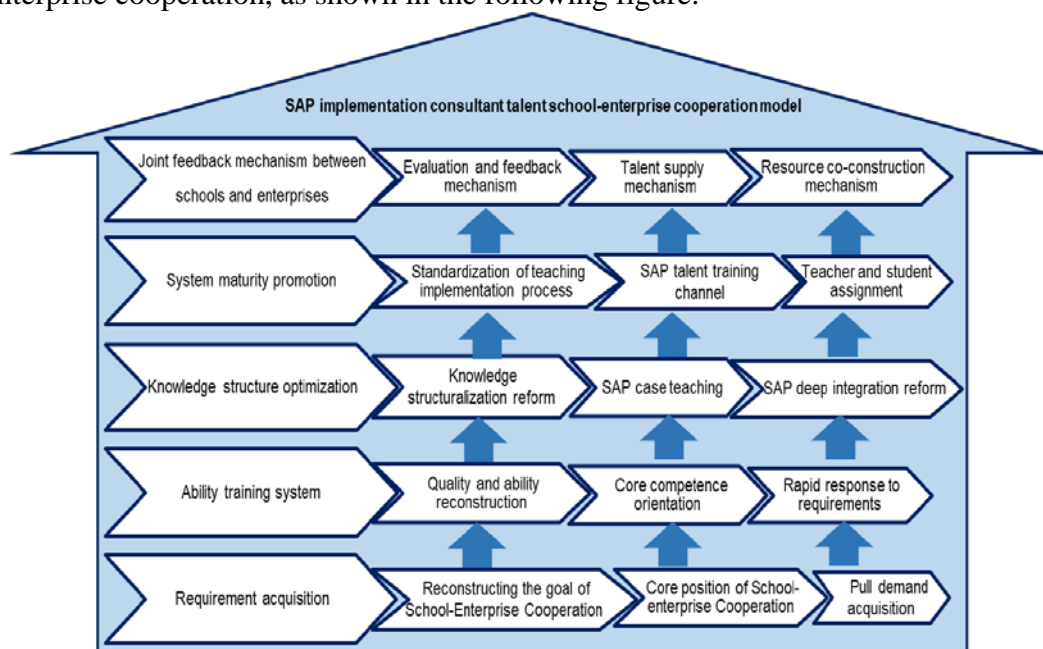 enterprise cooperation, as shown in the following figure.
SAP implementation consultant talent school-enterprise cooperation model
Joint feedback mechanism between
schools and enterprises
Evaluation and feedback
mechanism
Talent supply
mechanism
Resource co-construction
mechanism
System maturity promotion
Standardization of teaching
implementation process
SAP talent training
channel
Teacher and student
assignment
Knowledge structure optimization
Knowledge
structuralization reform
SAP case teaching
SAP deep integration reform
Ability training system
Quality and ability
reconstruction
Core competence
orientation
Rapid response to
requirements
Requirement acquisition
Reconstructing the goal of
School-Enterprise Cooperation
Core position of School-
enterprise Cooperation
Pull demand
acquisition